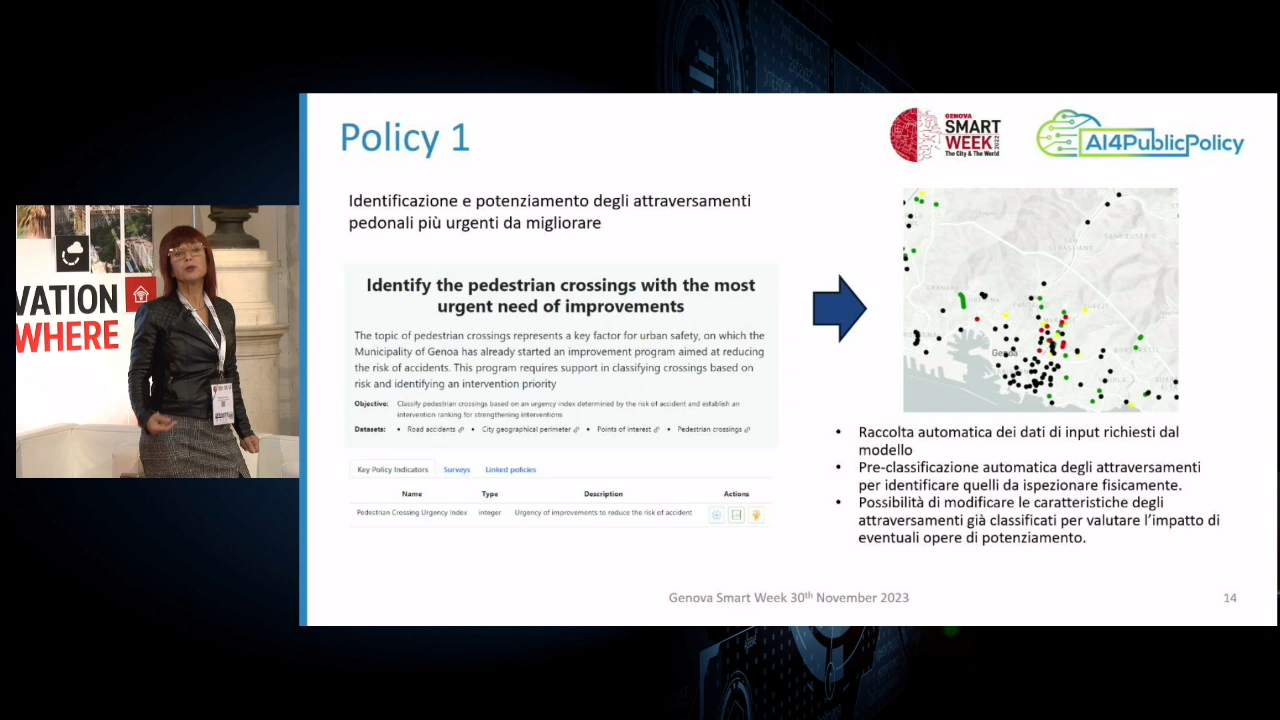 Policy 1
GENOVA
SMART
WEEK
The City & The World
AI4PublicPolicy
Identificazione e potenziamento degli attraversamenti
pedonali più urgenti da migliorare
Identify the pedestrian crossings with the most
urgent need of improvements
The topic of pedestrian crossings represents a key factor for urban safety, on which the
Municipality of Genoa has already started an improvement program aimed at reducing
the risk of accidents. This program requires support in classifying crossings based on
risk and identifying an intervention priority
Objective: Classify pedestrian crossings based on an urgency index determined by the risk of accident and establish an
intervention ranking for strengthening interventions
Datasets: • Road accidents • City geographical perimeter • Points of interest • Pedestrian crossings
Key Policy Indicators Surveys Linked policies
Name Type Description Actions
Pedestrian Crossing Urgency Index integer Urgency of improvements to reduce the risk of accident
SAN
SEBASTIANO
SANT'EUSEBIO
Genoa
• Raccolta automatica dei dati di input richiesti dal
modello
• Pre-classificazione automatica degli attraversamenti
per identificare quelli da ispezionare fisicamente.
• Possibilità di modificare le caratteristiche degli
attraversamenti già classificati per valutare l'impatto di
eventuali opere di potenziamento.
Genova Smart Week 30th November 2023
14
VATION
WHERE